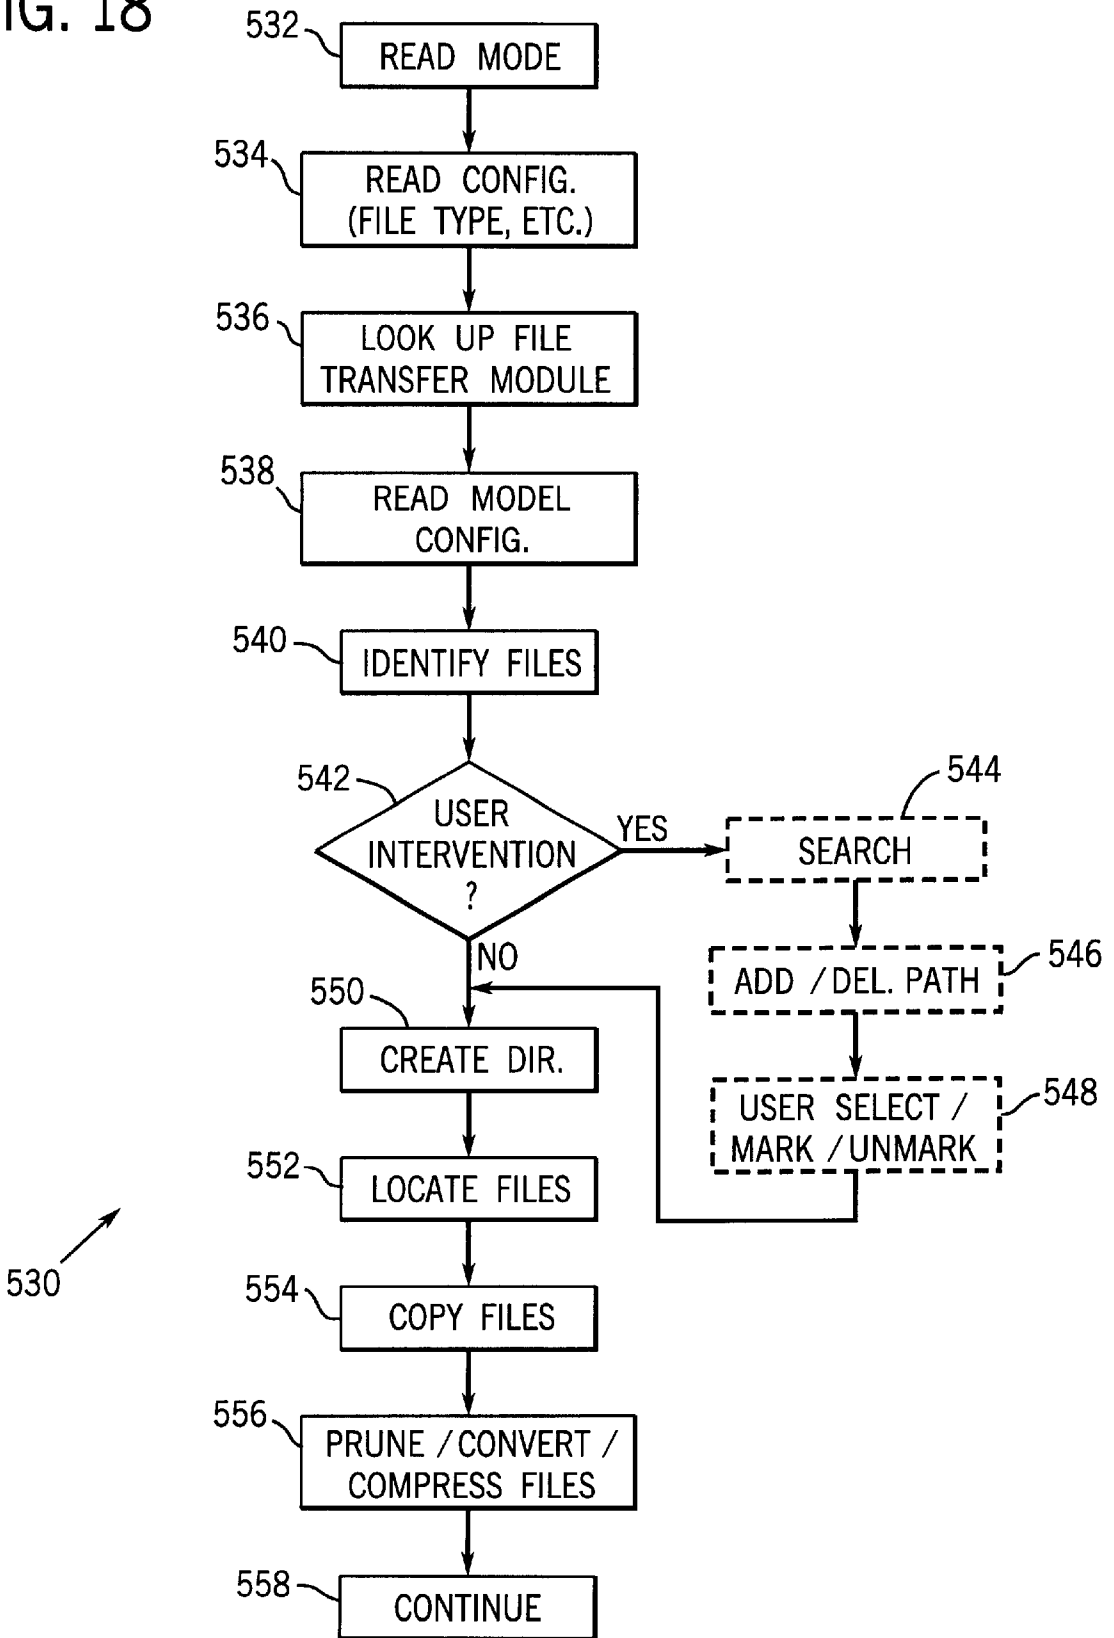 IG. 18
532
READ MODE
534
READ CONFIG.
(FILE TYPE, ETC.)
536
LOOK UP FILE
TRANSFER MODULE
538
READ MODEL
CONFIG.
540
IDENTIFY FILES
542
USER
INTERVENTION
?
YES
544
SEARCH
NO
546
ADD / DEL. PATH
550
CREATE DIR.
548
USER SELECT /
MARK / UNMARK
552
LOCATE FILES
530
554
COPY FILES
556
PRUNE / CONVERT /
COMPRESS FILES
558
CONTINUE